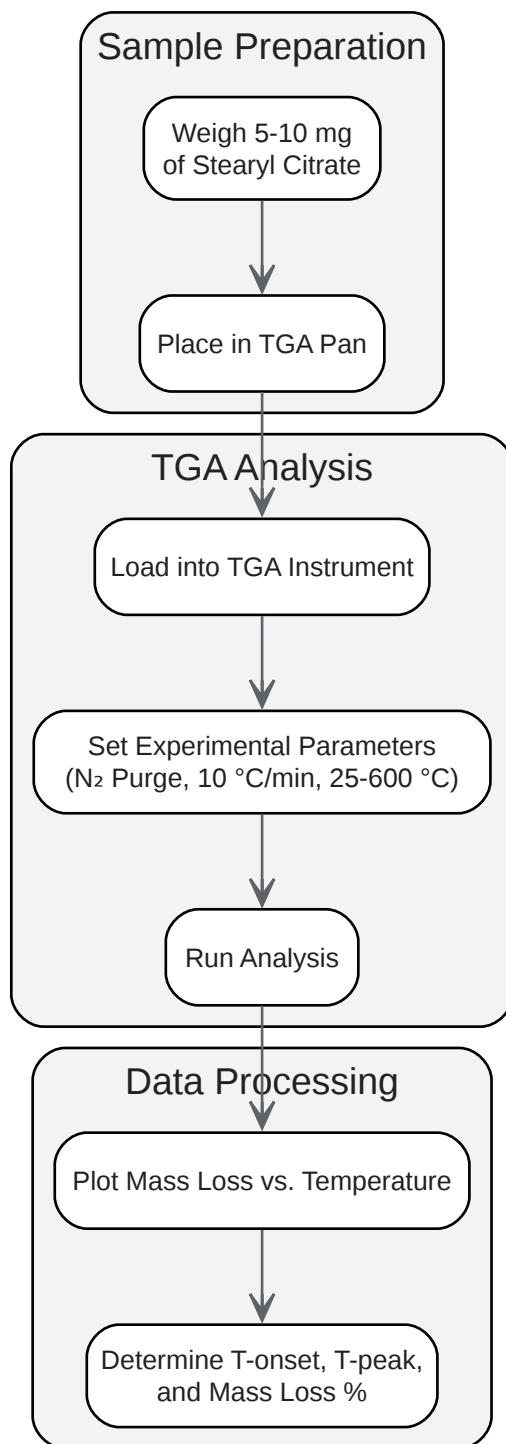 Sample Preparation
Weigh 5-10 mg
of Stearyl Citrate
Place in TGA Pan
TGA Analysis
Load into TGA Instrument
Set Experimental Parameters
(N₂ Purge, 10 °C/min, 25-600 °C)
Run Analysis
Data Processing
Plot Mass Loss vs. Temperature
Determine T-onset, T-peak,
and Mass Loss %